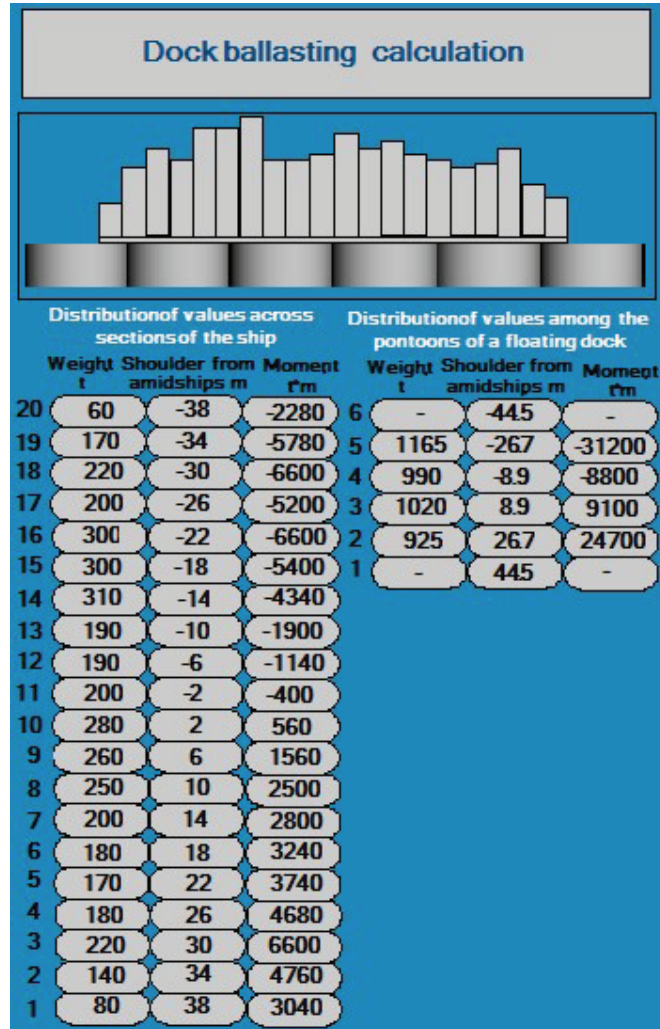 Dock ballasting calculation
Distributionof values across
sections of the ship
Weight Shoulder from Moment
t amidships m t*m
20 60 -38 -2280
19 170 -34 -5780
18 220 -30 -6600
17 200 -26 -5200
16 300 -22 -6600
15 300 -18 -5400
14 310 -14 -4340
13 190 -10 -1900
12 190 -6 -1140
11 200 -2 -400
10 280 2 560
9 260 6 1560
8 250 10 2500
7 200 14 2800
6 180 18 3240
5 170 22 3740
4 180 26 4680
3 220 30 6600
2 140 34 4760
1 80 38 3040
Distributionof values among the
pontoons of a floating dock
Weight Shoulder from Moment
t amidships m t*m
6 - -44.5 -
5 1165 -26.7 -31200
4 990 -8.9 -8800
3 1020 8.9 9100
2 925 26.7 24700
1 - 44.5 -